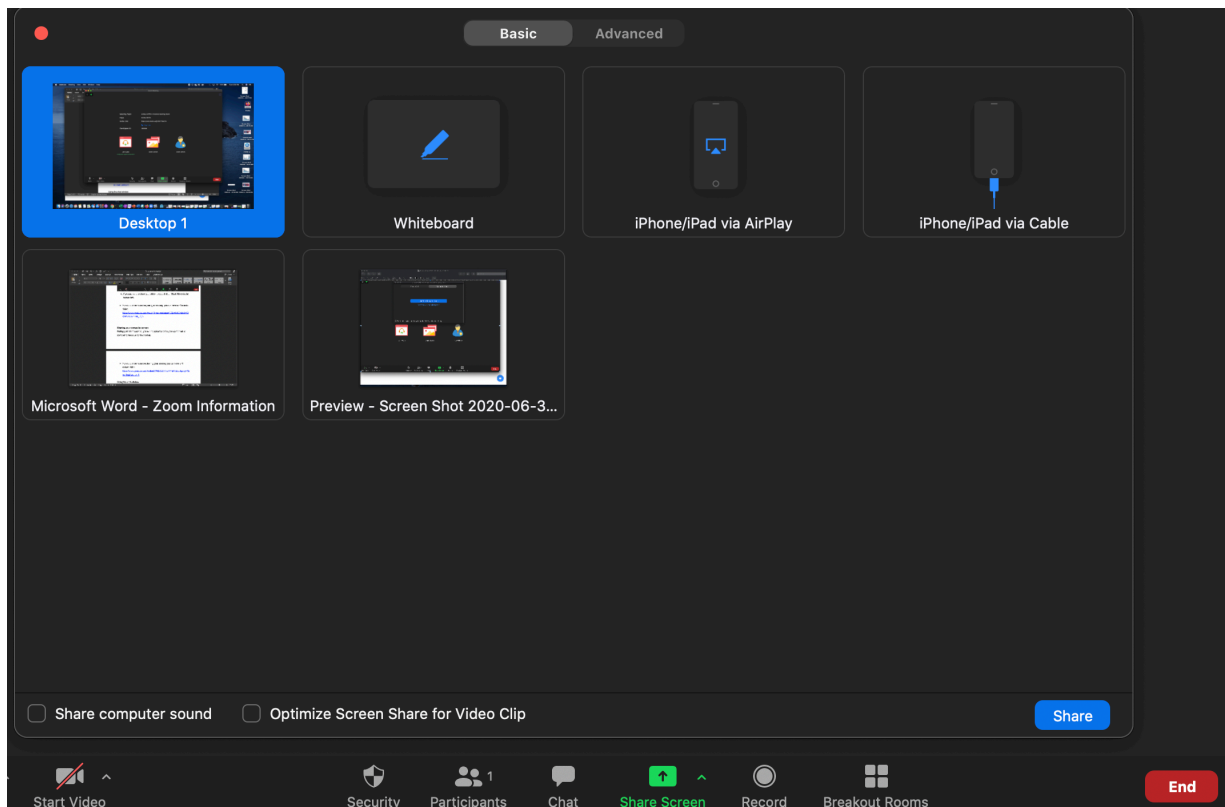 Basic Advanced
Desktop 1
Whiteboard
iPhone/iPad via AirPlay
iPhone/iPad via Cable
Microsoft Word - Zoom Information
Preview - Screen Shot 2020-06-3...
Share computer sound
Optimize Screen Share for Video Clip
Share
Start Video
Security
Participants 1
Chat
Share Screen
Record
Breakout Rooms
End